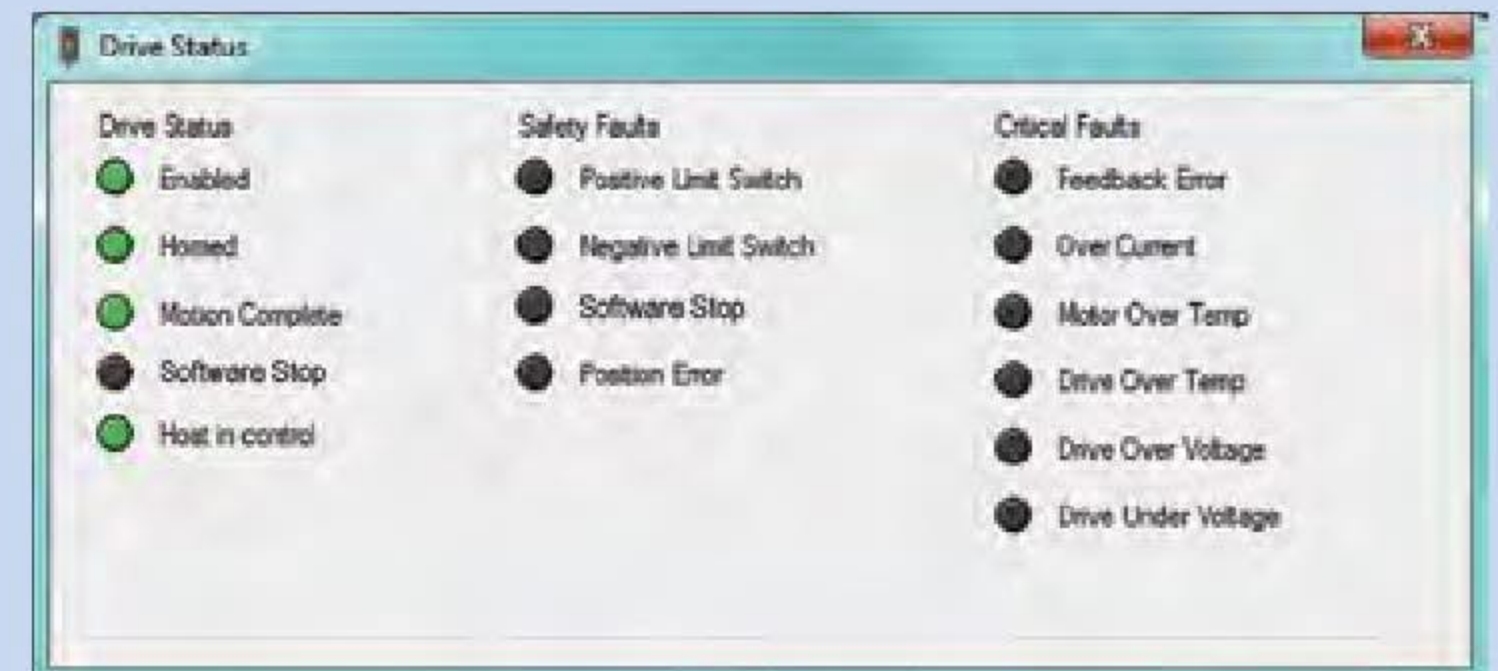 Drive Status
Drive Status
Enabled
Homed
Motion Complete
Software Stop
Host in control
Safety Faults
Positive Limit Switch
Negative Limit Switch
Software Stop
Position Error
Critical Faults
Feedback Error
Over Current
Motor Over Temp
Drive Over Temp
Drive Over Voltage
Drive Under Voltage